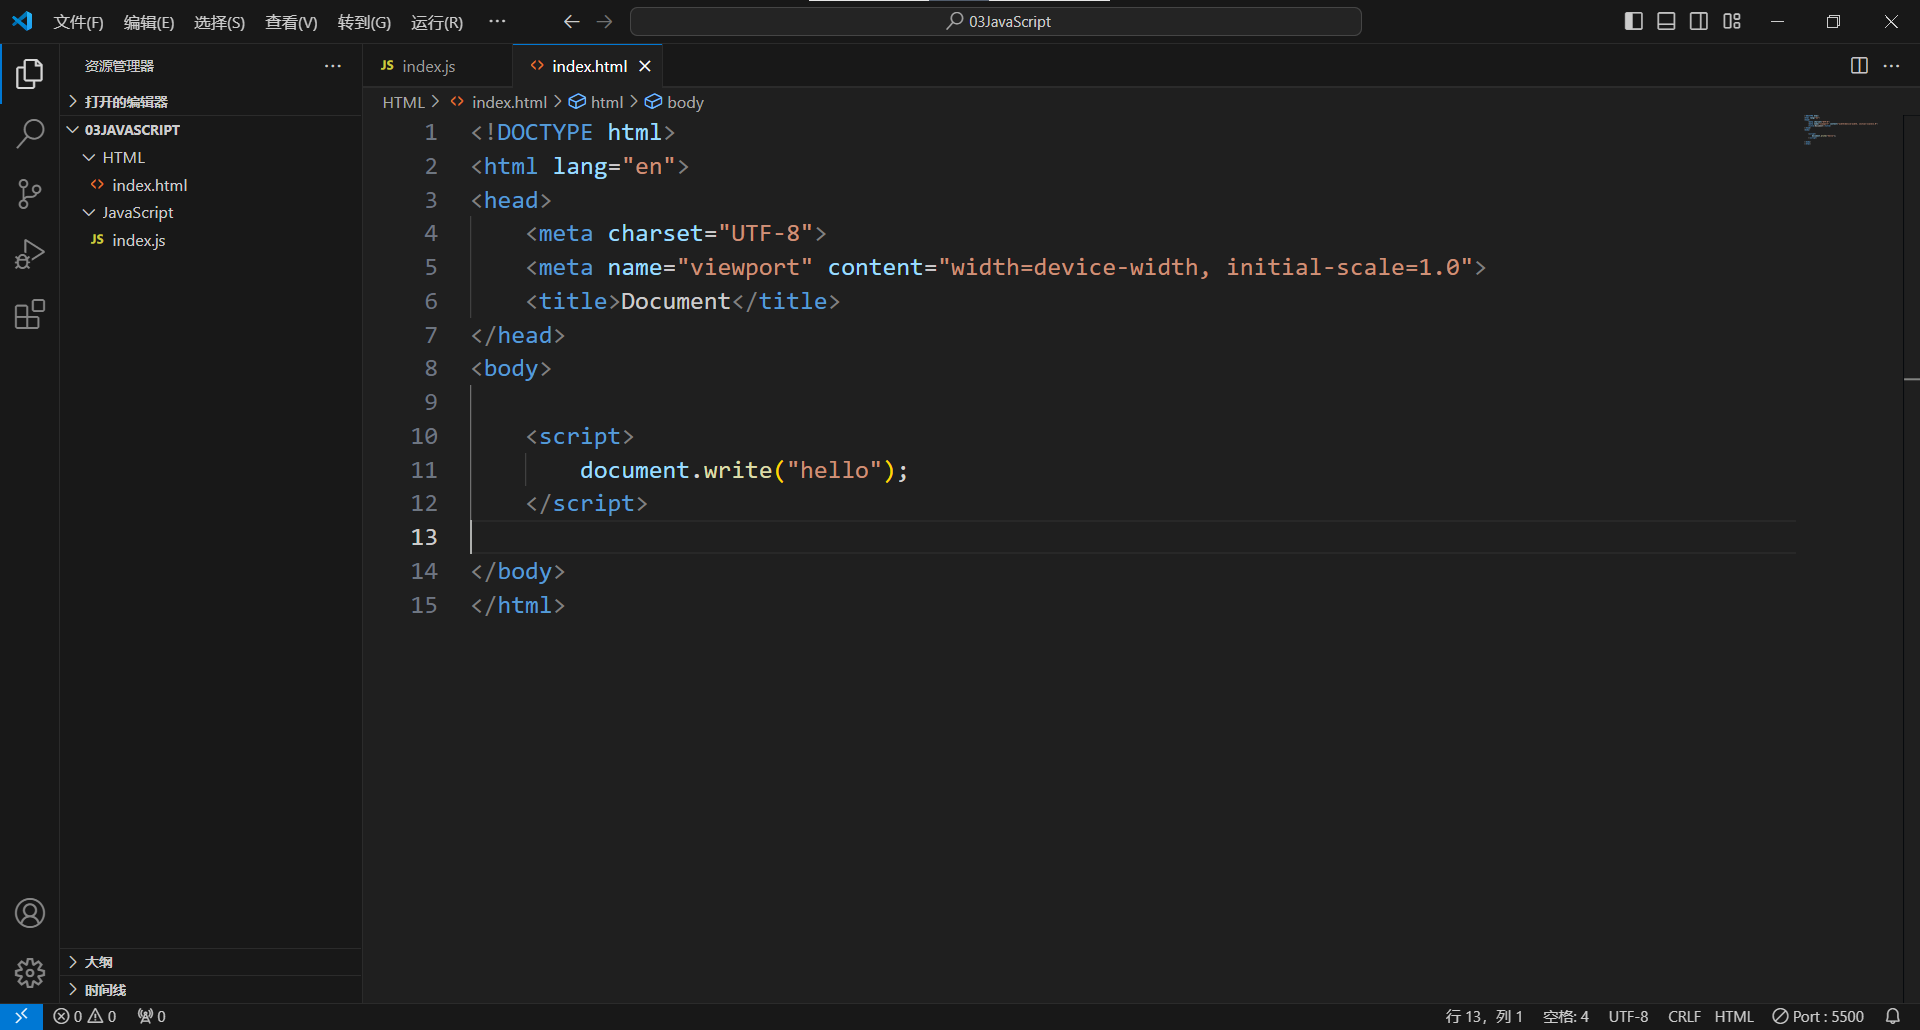 文件(F) 编辑(E) 选择(S) 查看(V) 转到(G) 运行(R) ··· 03JavaScript
资源管理器 ···
JS index.js
index.html
打开的编辑器
HTML > index.html > html > body
03JAVASCRIPT
HTML
index.html
JavaScript
JS index.js
1 <!DOCTYPE html>
2 <html lang="en">
3 <head>
4 <meta charset="UTF-8">
5 <meta name="viewport" content="width=device-width, initial-scale=1.0">
6 <title>Document</title>
7 </head>
8 <body>
9
10 <script>
11 document.write("hello");
12 </script>
13
14 </body>
15 </html>
大纲
时间线
0 0 0
行 13，列 1 空格: 4 UTF-8 CRLF HTML Port : 5500